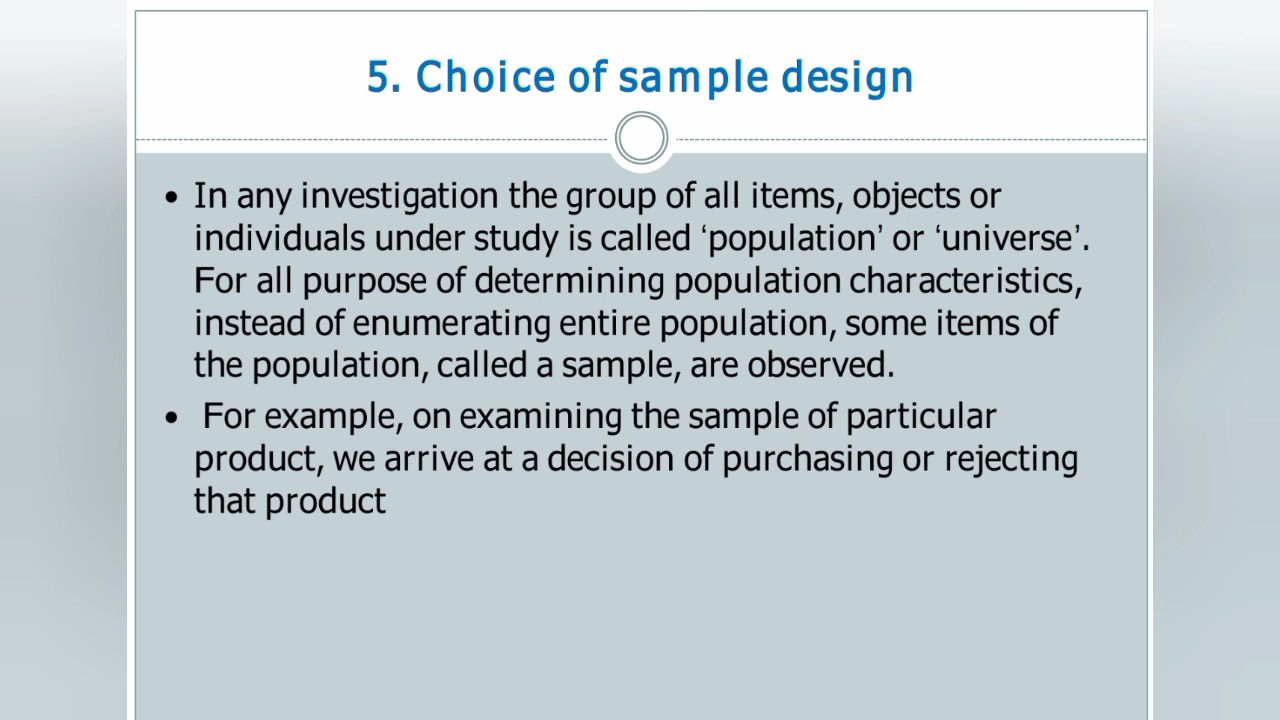 5. Choice of sample design
• In any investigation the group of all items, objects or
individuals under study is called ‘population’ or ‘universe’.
For all purpose of determining population characteristics,
instead of enumerating entire population, some items of
the population, called a sample, are observed.
• For example, on examining the sample of particular
product, we arrive at a decision of purchasing or rejecting
that product